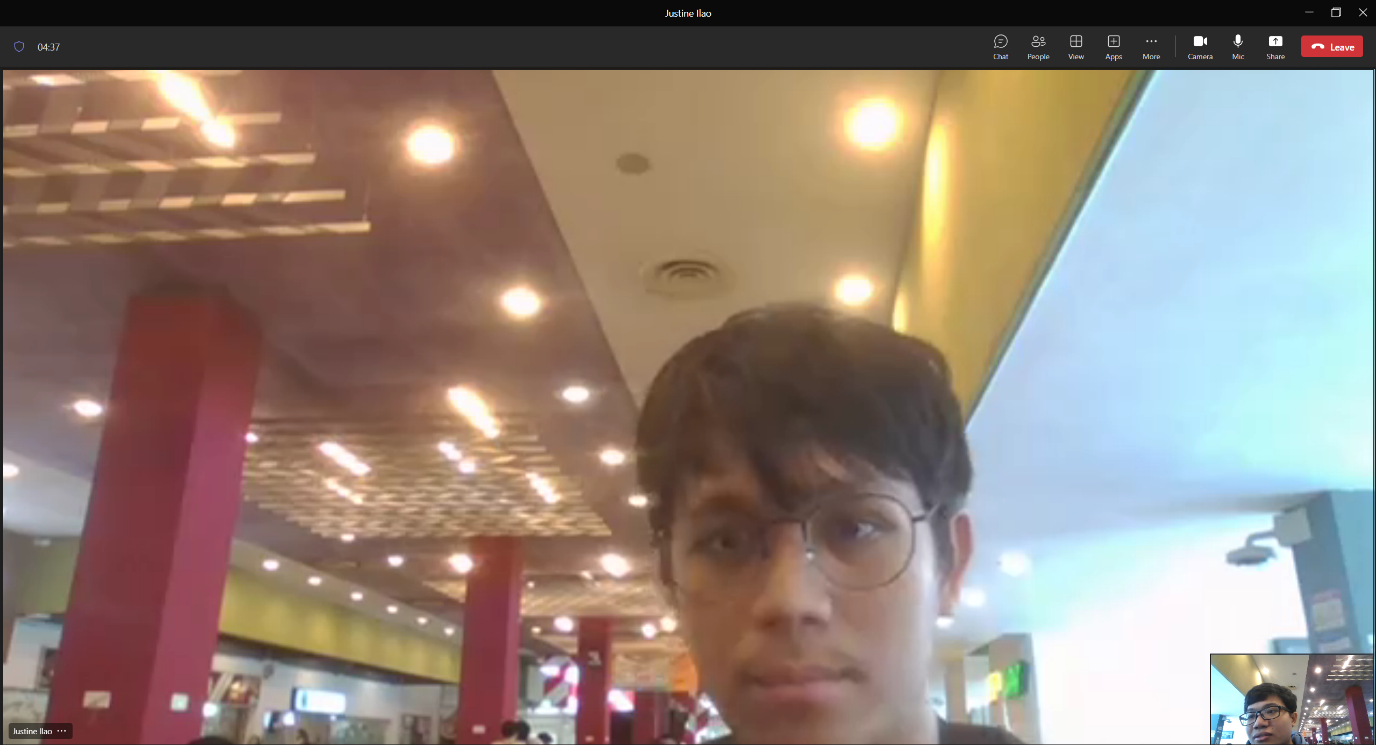 Justine Ilao
04:37
Chat
People
View
Apps
More
Camera
Mic
Share
Leave
Justine Ilao